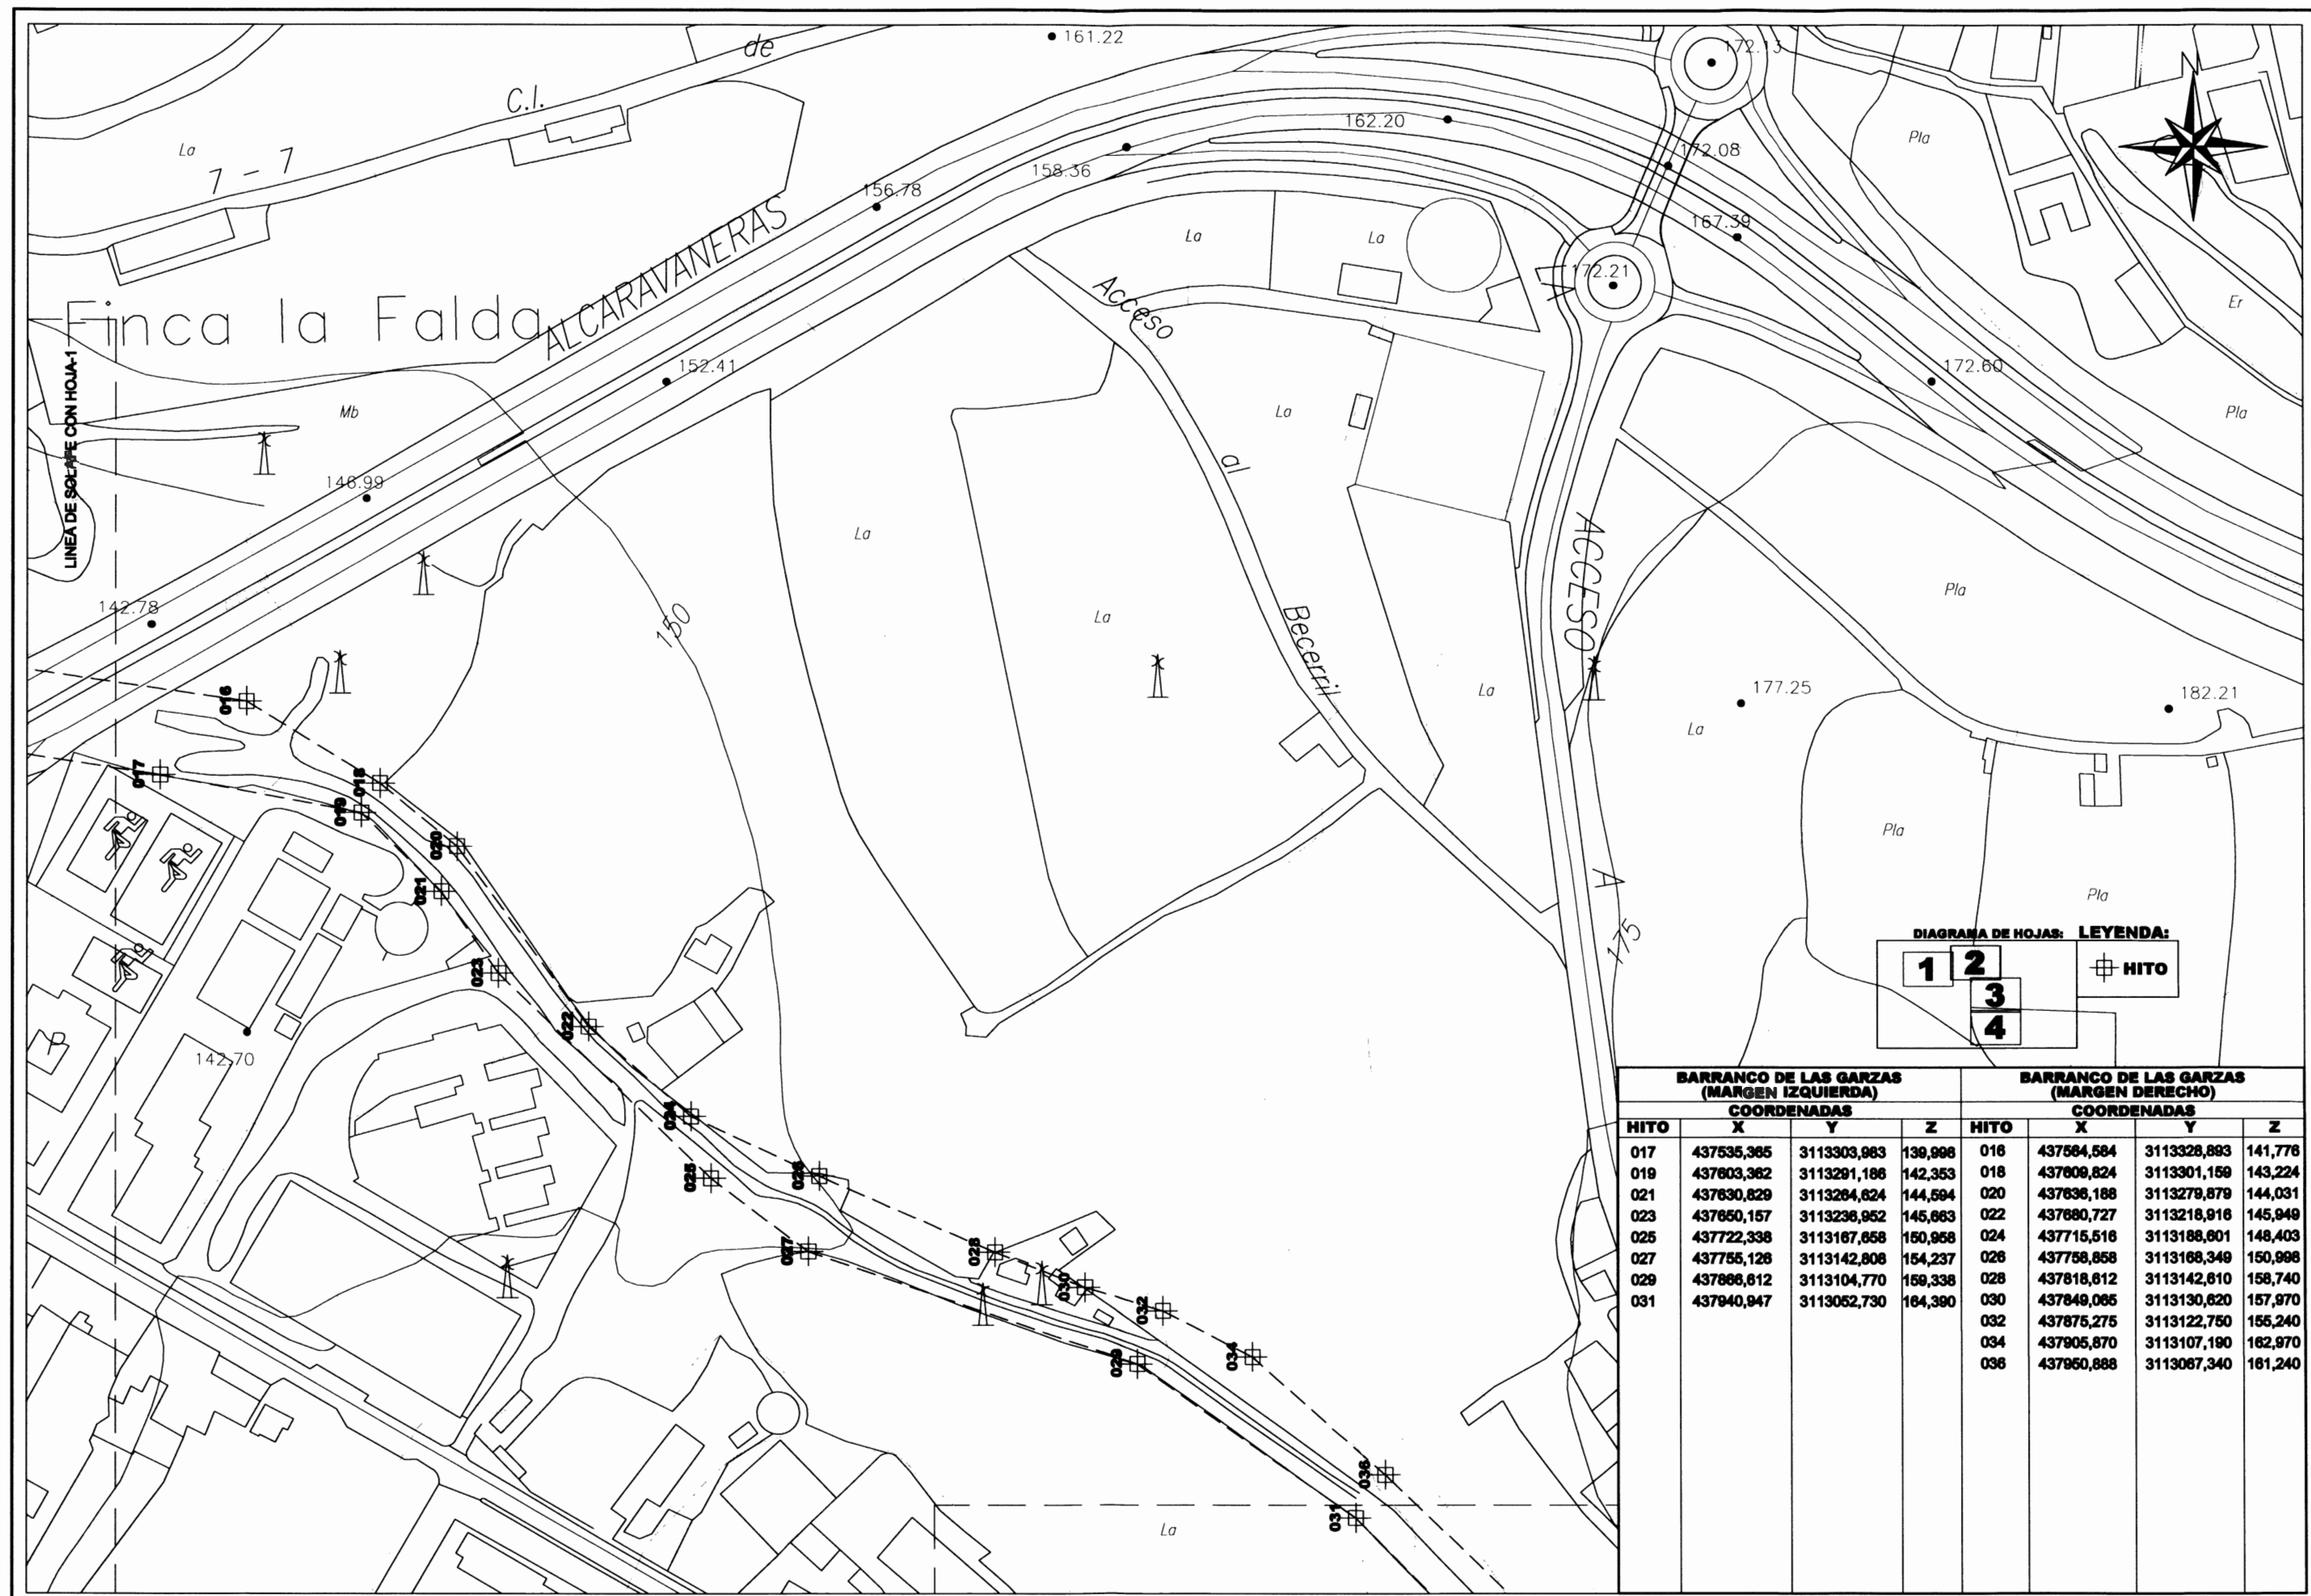 de
161.22
172.13
C.I.
La
7 - 7
162.20
172.08
Pla
158.36
156.78
ALCARAVANERAS
La
La
167.39
172.21
Acceso
Er
Finca la Falda
LINEA DE SOLAPE CON HOJA-1
152.41
172.60
Mb
La
Pla
al
146.99
La
ACCESO
Becerril
Pla
142.78
150
La
La
177.25
182.21
La
016
017
018
019
020
021
022
023
024
025
026
027
028
029
030
031
032
034
036
Pla
A
Pla
175
P
142.70
La
DIAGRAMA DE HOJAS: LEYENDA:
1 2
3
4
HITO
BARRANCO DE LAS GARZAS
(MARGEN IZQUIERDA)
COORDENADAS
HITO X Y Z
017 437535,365 3113303,983 139,996
019 437603,362 3113291,186 142,353
021 437630,829 3113264,624 144,594
023 437650,157 3113236,952 145,663
025 437722,338 3113167,658 150,958
027 437755,126 3113142,806 154,237
029 437866,612 3113104,770 159,338
031 437940,947 3113052,730 164,390
BARRANCO DE LAS GARZAS
(MARGEN DERECHO)
COORDENADAS
HITO X Y Z
016 437564,584 3113328,893 141,776
018 437609,824 3113301,159 143,224
020 437636,188 3113279,879 144,031
022 437680,727 3113218,916 145,949
024 437715,516 3113188,601 148,403
026 437758,858 3113168,349 150,998
028 437818,612 3113142,610 158,740
030 437849,065 3113130,620 157,970
032 437875,275 3113122,750 155,240
034 437905,870 3113107,190 162,970
036 437950,888 3113067,340 161,240